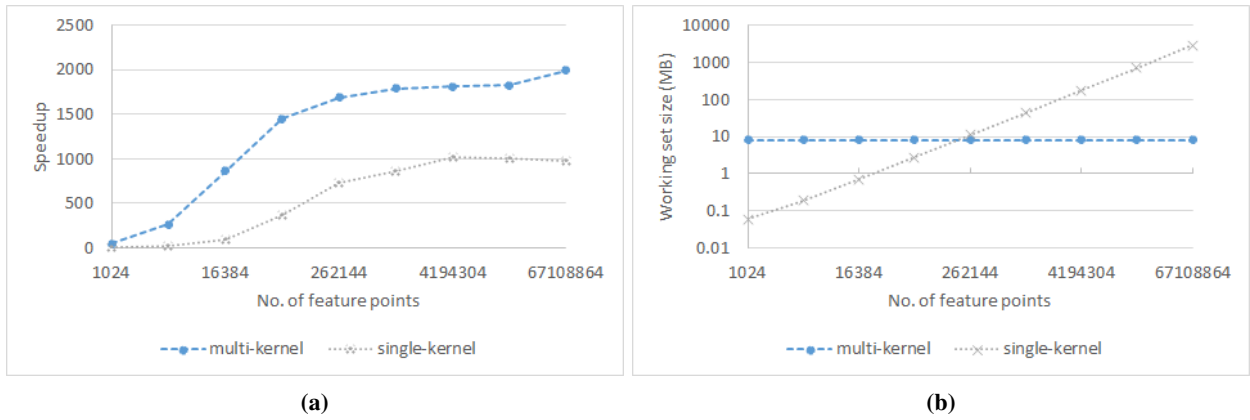 2500
2000
1500
1000
500
0
Speedup
1024
16384
262144
4194304
67108864
No. of feature points
multi-kernel
single-kernel
(a)
10000
1000
100
10
1
0.1
0.01
Working set size (MB)
1024
16384
262144
4194304
67108864
No. of feature points
multi-kernel
single-kernel
(b)